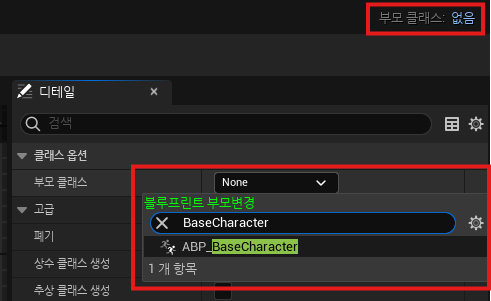 부모 클래스: 없음
디테일
검색
클래스 옵션
부모 클래스 None
블루프린트 부모변경
고급
BaseCharacter
폐기
ABP_BaseCharacter
상수 클래스 생성
1 개 항목
추상 클래스 생성